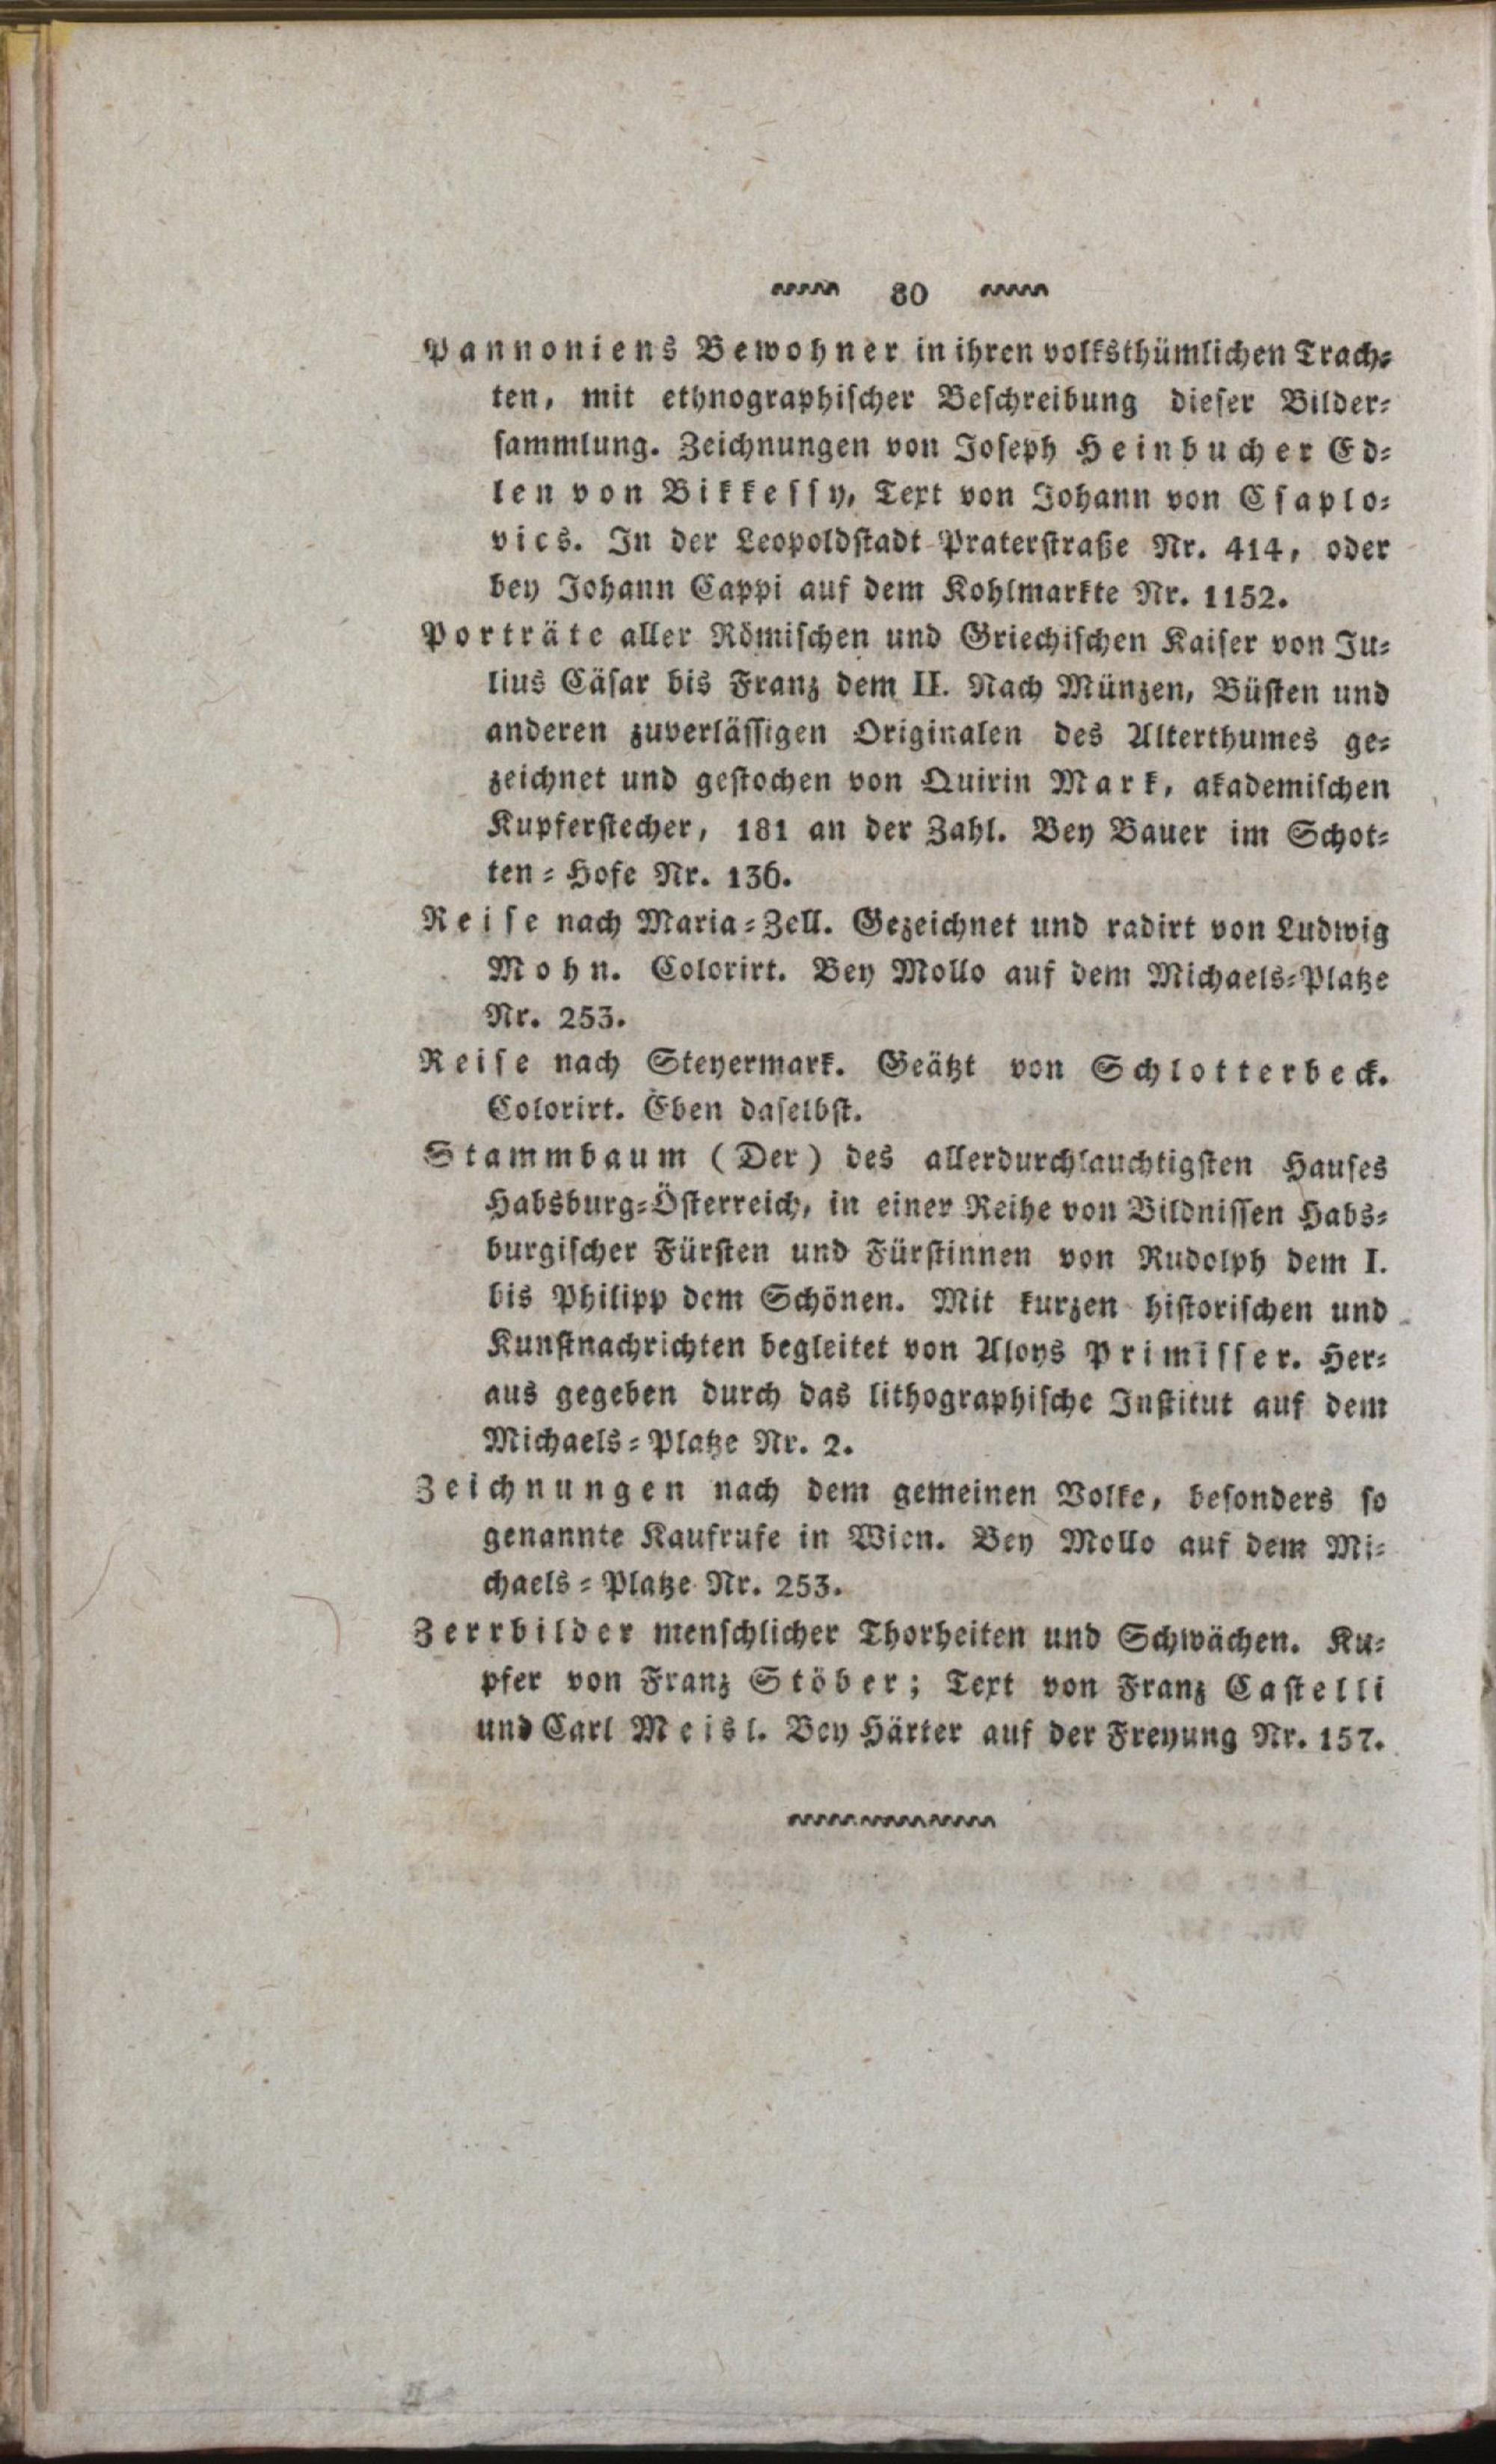 80
Pannoniens Bewohner in ihren volksthümlichen Trach-
ten, mit ethnographischer Beschreibung dieser Bilder-
sammlung. Zeichnungen von Joseph Heinbucher Ed-
len von Bikkessy, Text von Johann von Csaplo-
vics. In der Leopoldstadt Praterstraße Nr. 414, oder
bey Johann Cappi auf dem Kohlmarkte Nr. 1152.
Porträte aller Römischen und Griechischen Kaiser von Ju-
lius Cäsar bis Franz dem II. Nach Münzen, Büsten und
anderen zuverlässigen Originalen des Alterthumes ge-
zeichnet und gestochen von Quirin Mark, akademischen
Kupferstecher, 181 an der Zahl. Bey Bauer im Schot-
ten-Hofe Nr. 136.
Reise nach Maria-Zell. Gezeichnet und radirt von Ludwig
Mohn. Colorirt. Bey Mollo auf dem Michaels-Platze
Nr. 253.
Reise nach Steyermark. Geätzt von Schlotterbeck.
Colorirt. Eben daselbst.
Stammbaum (Der) des allerdurchlauchtigsten Hauses
Habsburg-Österreich, in einer Reihe von Bildnissen Habs-
burgischer Fürsten und Fürstinnen von Rudolph dem I.
bis Philipp dem Schönen. Mit kurzen historischen und
Kunstnachrichten begleitet von Aloys Primisser. Her-
aus gegeben durch das lithographische Institut auf dem
Michaels-Platze Nr. 2.
Zeichnungen nach dem gemeinen Volke, besonders so
genannte Kaufrufe in Wien. Bey Mollo auf dem Mi-
chaels-Platze Nr. 253.
Zerrbilder menschlicher Thorheiten und Schwächen. Ku-
pfer von Franz Stöber; Text von Franz Castelli
und Carl Meisl. Bey Härter auf der Freyung Nr. 157.